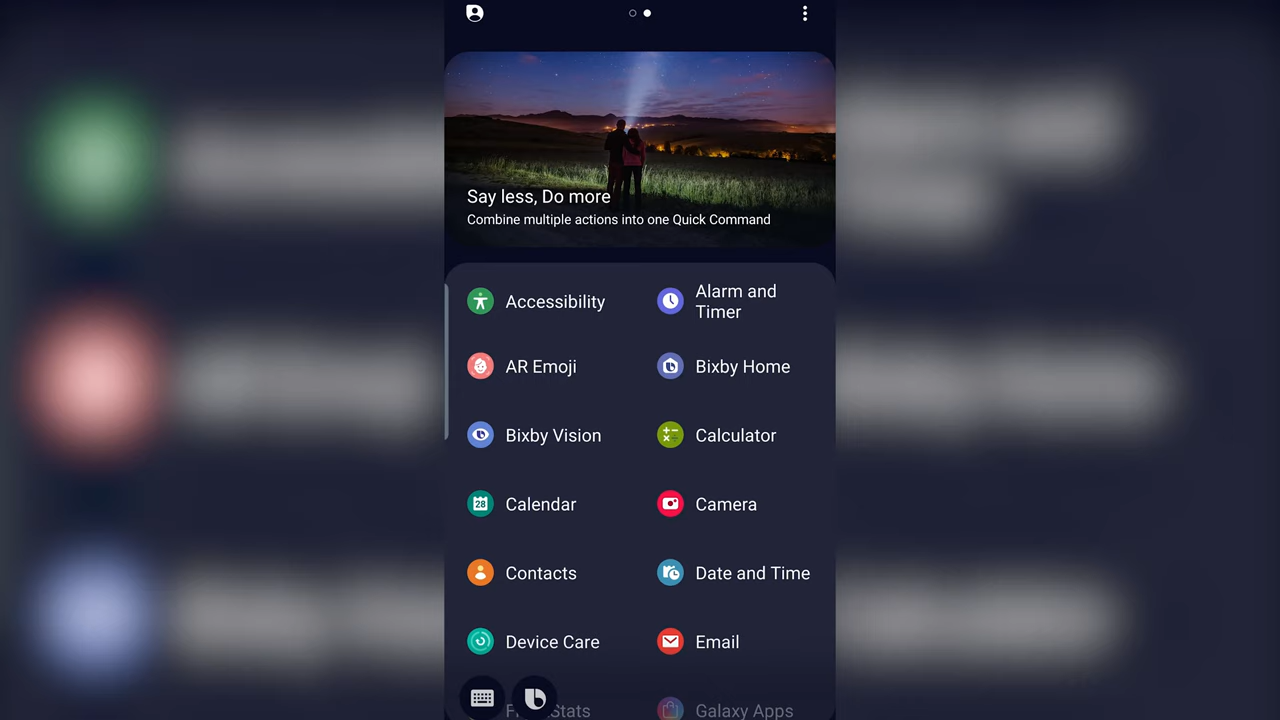 Say less, Do more
Combine multiple actions into one Quick Command
Accessibility
Alarm and
Timer
AR Emoji
Bixby Home
Bixby Vision
Calculator
Calendar
28
Camera
Contacts
Date and Time
Device Care
Email
Galaxy Apps